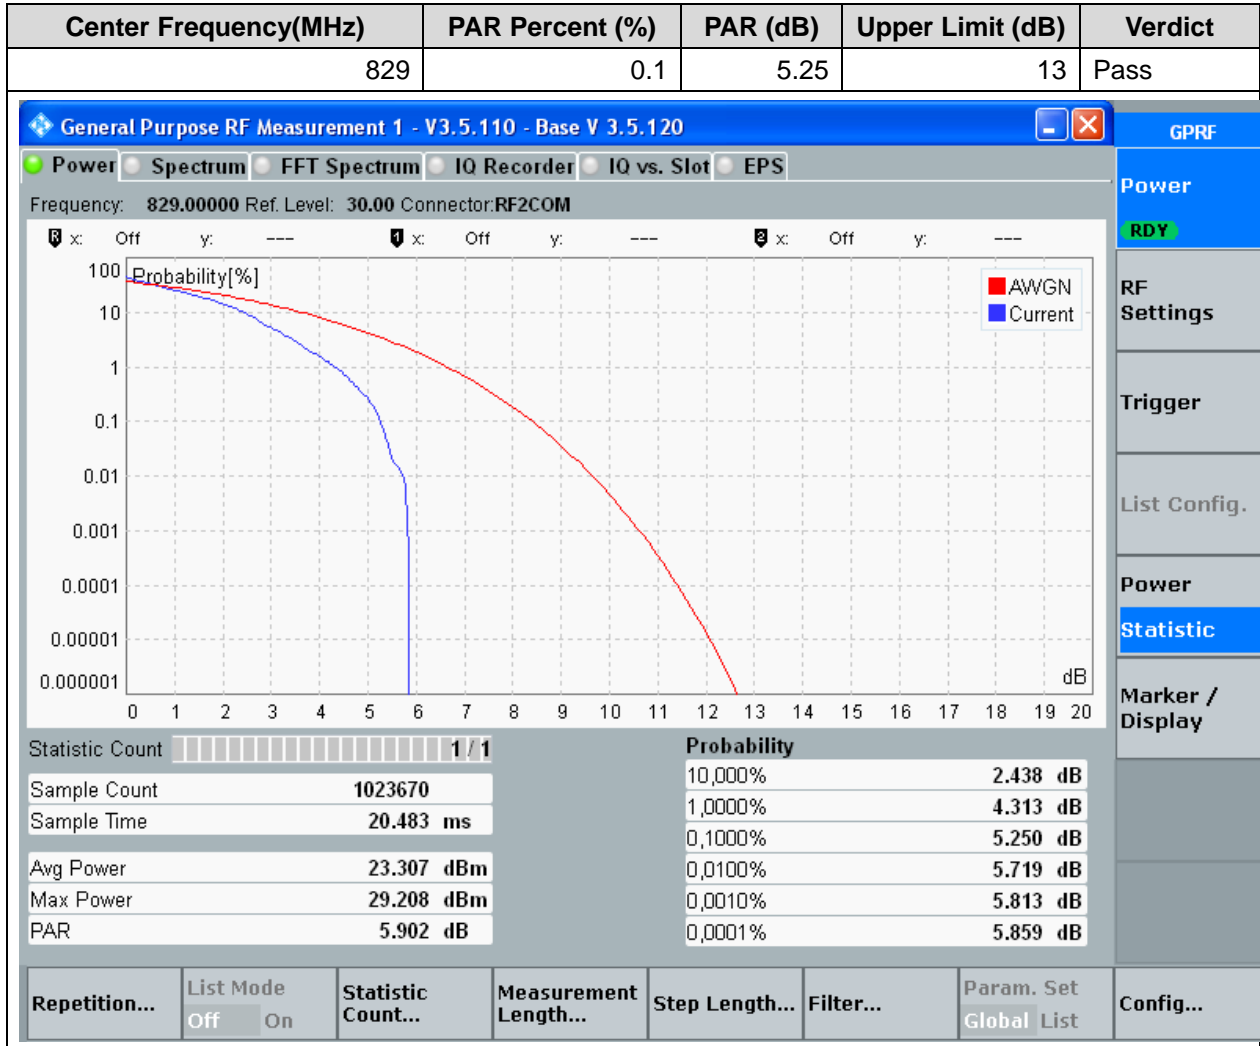 Center Frequency(MHz) PAR Percent (%) PAR (dB) Upper Limit (dB) Verdict
829 0.1 5.25 13 Pass
General Purpose RF Measurement 1 - V3.5.110 - Base V 3.5.120
GPRF
Power Spectrum FFT Spectrum IQ Recorder IQ vs. Slot EPS
Power
RDY
Frequency: 829.00000 Ref. Level: 30.00 Connector:RF2COM
R x: Off y: --- 1 x: Off y: --- 2 x: Off y: ---
Probability[%]
AWGN
Current
100
10
1
0.1
0.01
0.001
0.0001
0.00001
0.000001
dB
0 1 2 3 4 5 6 7 8 9 10 11 12 13 14 15 16 17 18 19 20
RF
Settings
Trigger
List Config.
Power
Statistic
Marker /
Display
Statistic Count 1 / 1
Sample Count 1023670
Sample Time 20.483 ms
Avg Power 23.307 dBm
Max Power 29.208 dBm
PAR 5.902 dB
Probability
10,000% 2.438 dB
1,0000% 4.313 dB
0,1000% 5.250 dB
0,0100% 5.719 dB
0,0010% 5.813 dB
0,0001% 5.859 dB
Repetition...
List Mode
Off On
Statistic
Count...
Measurement
Length...
Step Length...
Filter...
Param. Set
Global List
Config...